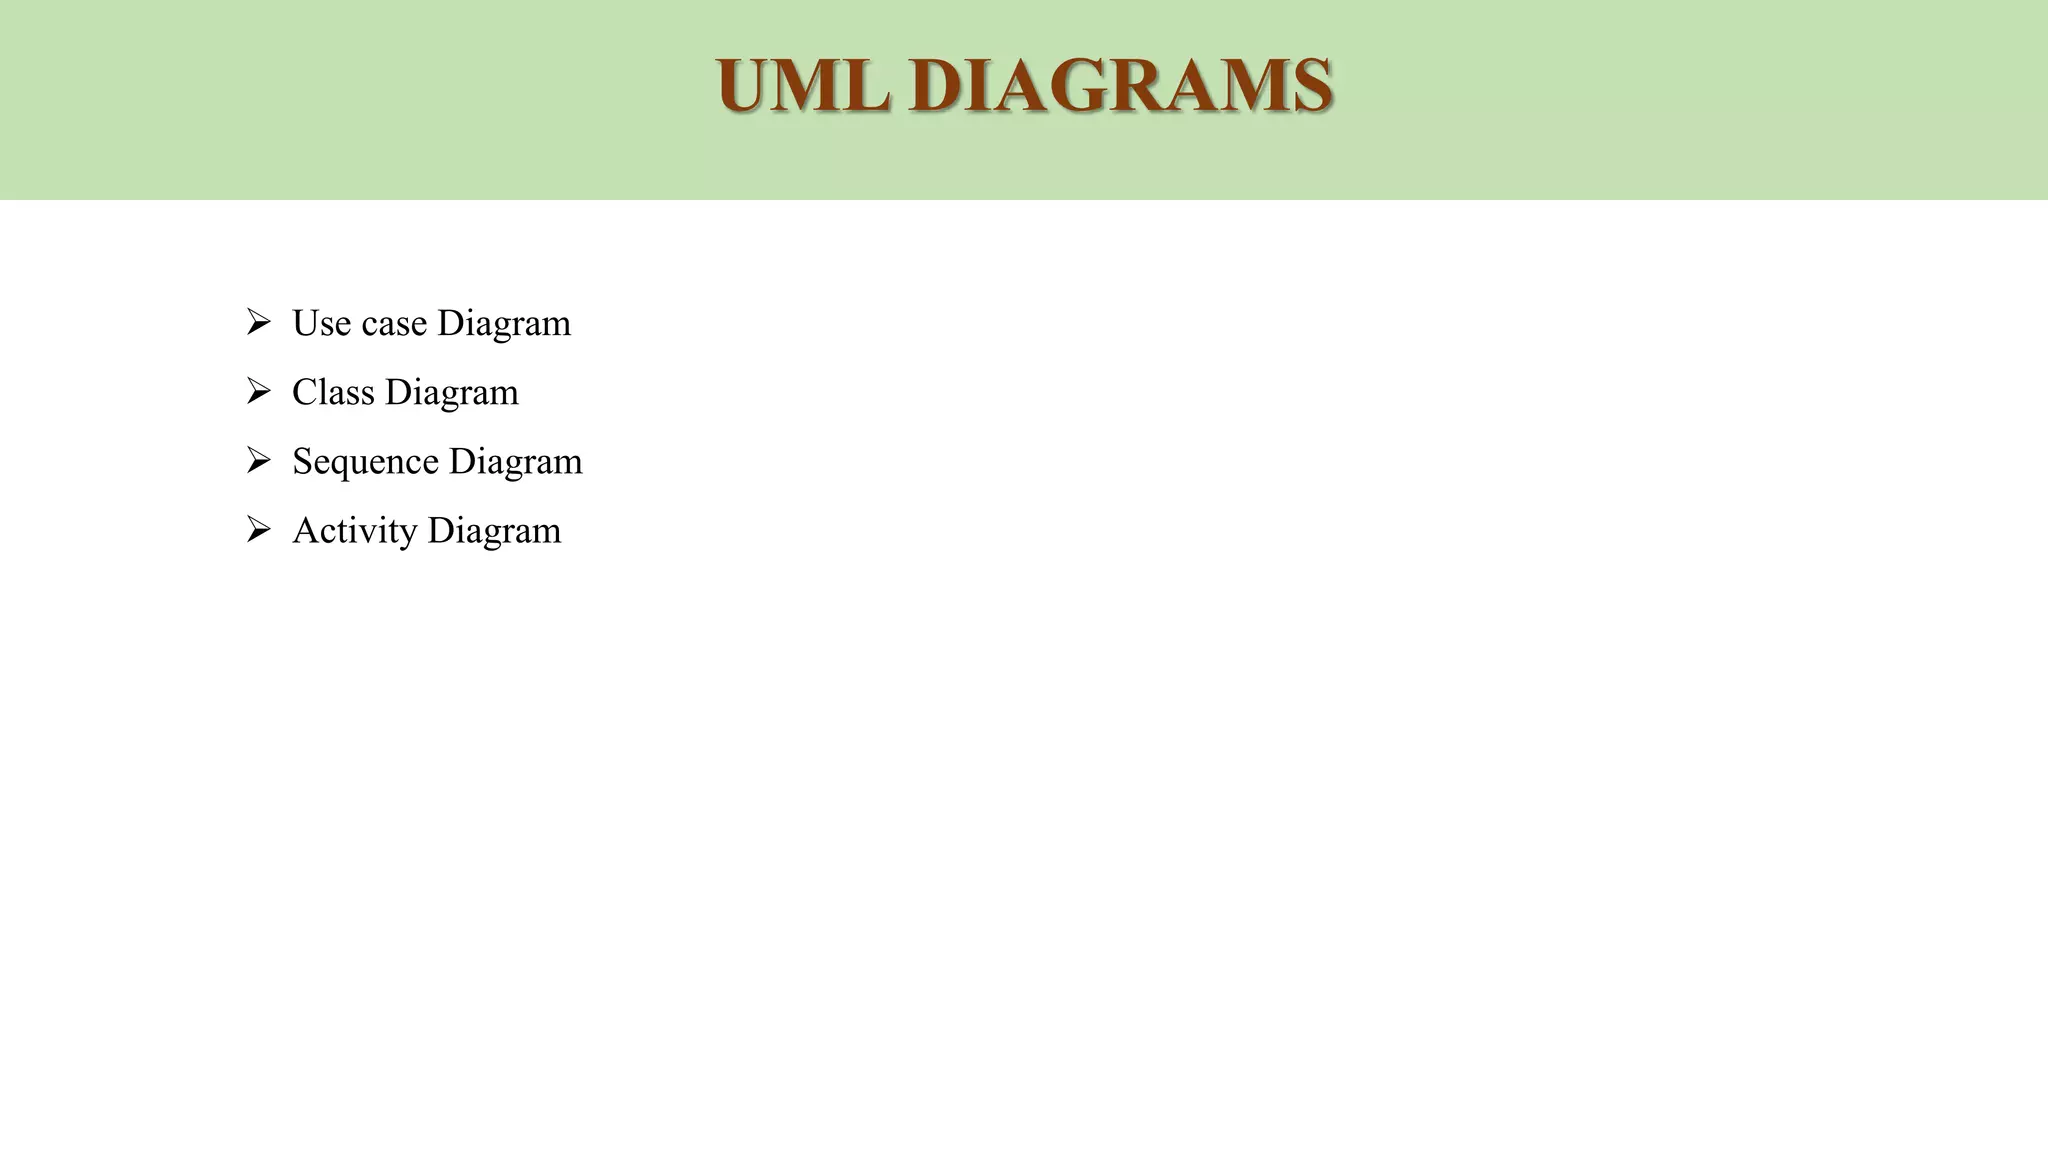 UML DIAGRAMS
➢ Use case Diagram
➢ Class Diagram
➢ Sequence Diagram
➢ Activity Diagram